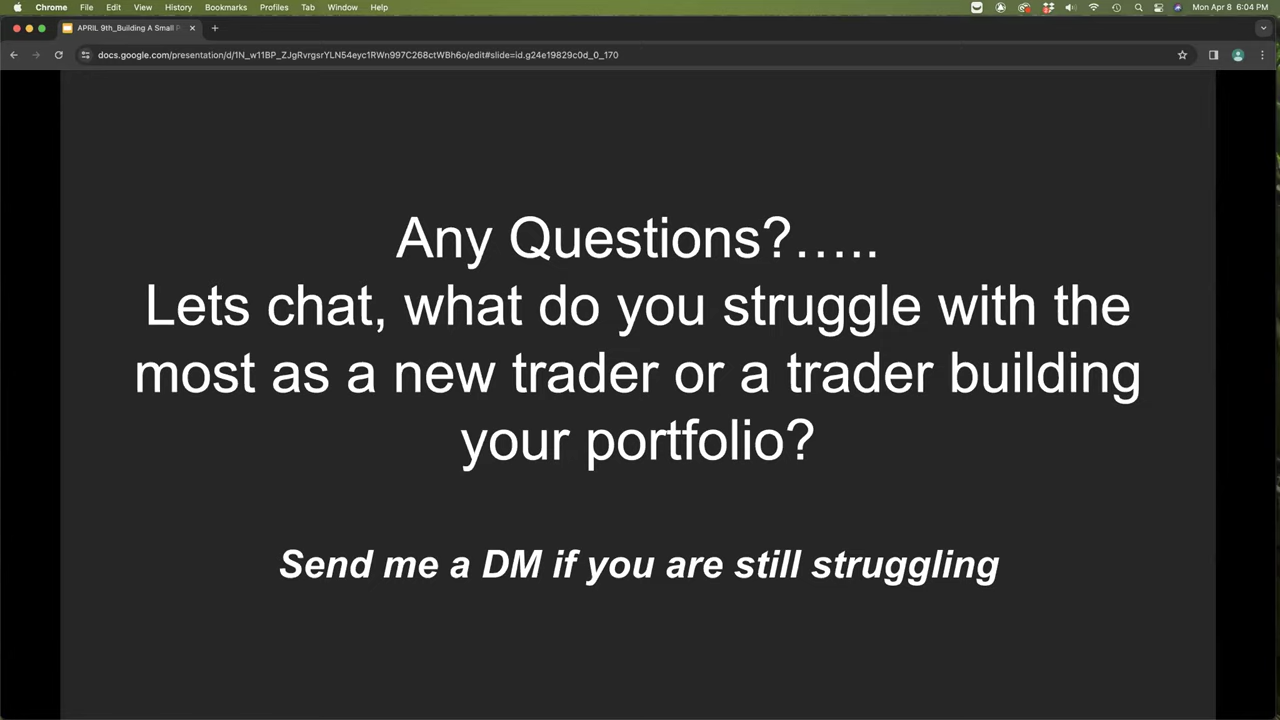 Chrome File Edit View History Bookmarks Profiles Tab Window Help Mon Apr 8 6:04 PM
APRIL 9th_Building A Small P
docs.google.com/presentation/d/1N_w11BP_ZJgRvrgsrYLN54eyc1RWn997C268ctWBh6o/edit#slide=id.g24e19829c0d_0_170
Any Questions?.....
Lets chat, what do you struggle with the
most as a new trader or a trader building
your portfolio?
Send me a DM if you are still struggling